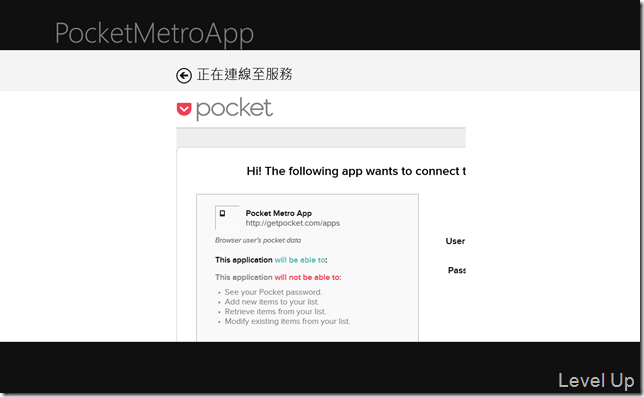 PocketMetroApp
正在連線至服務
pocket
Hi! The following app wants to connect t
Pocket Metro App
http://getpocket.com/apps
Browser user's pocket data
This application will be able to:
This application will not be able to:
• See your Pocket password.
• Add new items to your list.
• Retrieve items from your list.
• Modify existing items from your list.
User
Pass
Level Up